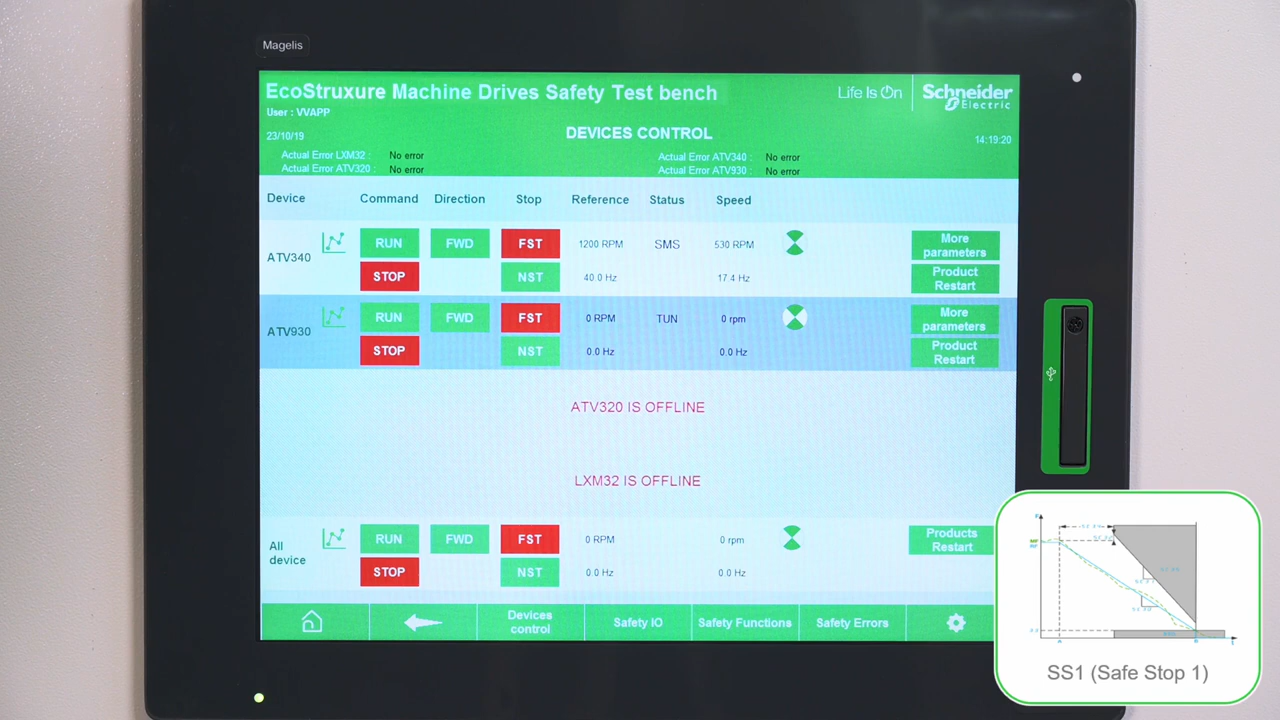 Magelis
EcoStruxure Machine Drives Safety Test bench
Life Is On
Schneider Electric
User : VVAPP
23/10/19
DEVICES CONTROL
14:19:20
Actual Error LXM32 : No error
Actual Error ATV340 : No error
Actual Error ATV320 : No error
Actual Error ATV930 : No error
Device Command Direction Stop Reference Status Speed
ATV340
RUN FWD FST 1200 RPM SMS 530 RPM
More parameters
STOP NST 40.0 Hz 17.4 Hz
Product Restart
ATV930
RUN FWD FST 0 RPM TUN 0 rpm
More parameters
STOP NST 0.0 Hz 0.0 Hz
Product Restart
ATV320 IS OFFLINE
LXM32 IS OFFLINE
All device
RUN FWD FST 0 RPM 0 rpm
Products Restart
STOP NST 0.0 Hz 0.0 Hz
Devices control
Safety IO
Safety Functions
Safety Errors
SS1 (Safe Stop 1)